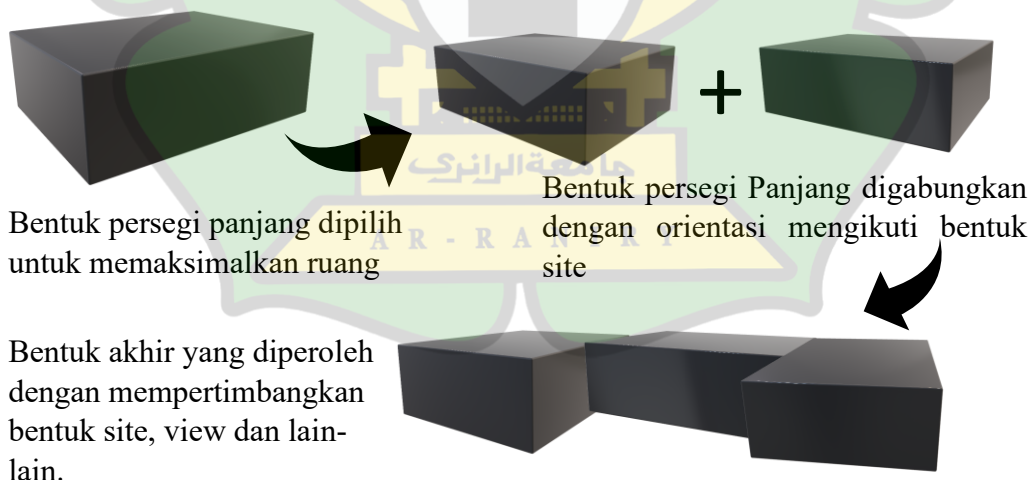 جامعة الرانري
A R - R A N I R Y
Bentuk persegi panjang dipilih
untuk memaksimalkan ruang
Bentuk persegi Panjang digabungkan
dengan orientasi mengikuti bentuk
site
Bentuk akhir yang diperoleh
dengan mempertimbangkan
bentuk site, view dan lain-
lain.